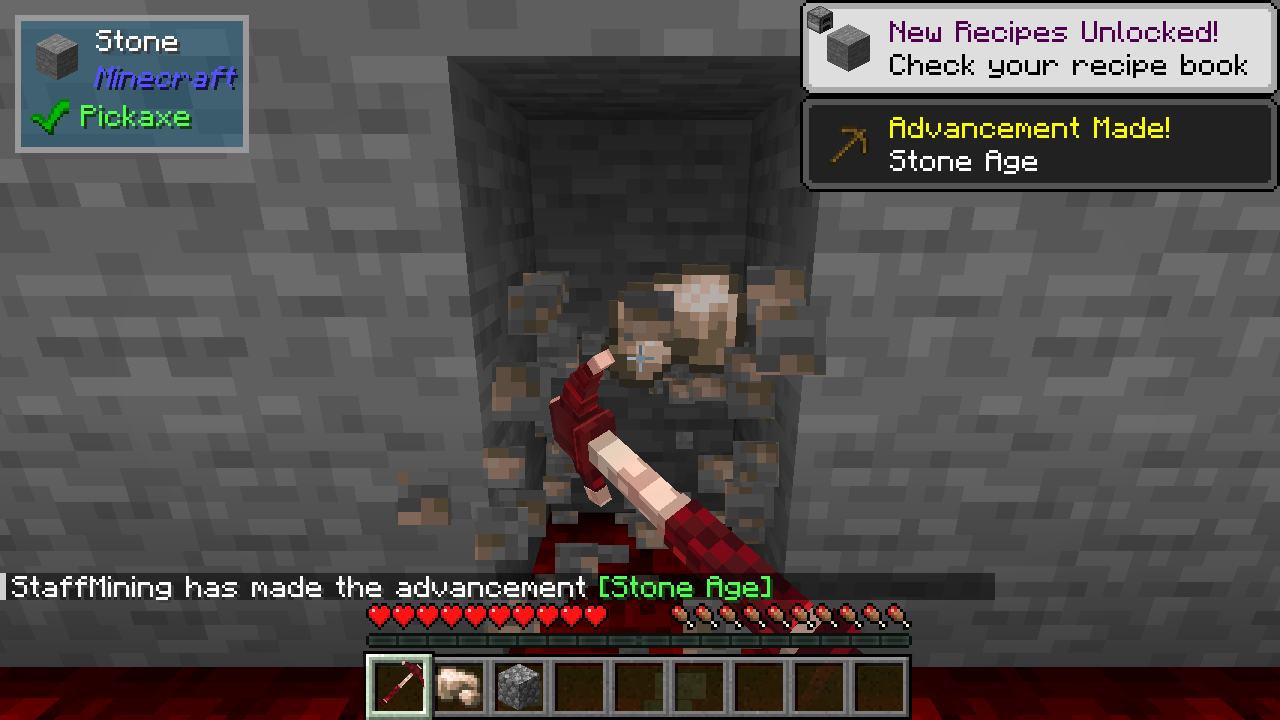 Stone
Minecraft
Pickaxe
New Recipes Unlocked!
Check your recipe book
Advancement Made!
Stone Age
StaffMining has made the advancement [Stone Age]